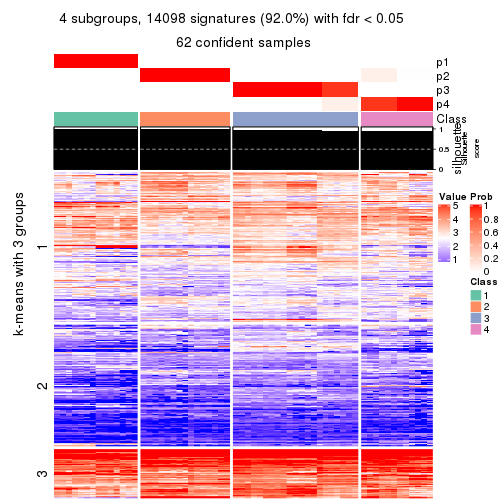 4 subgroups, 14098 signatures (92.0%) with fdr < 0.05
62 confident samples
p1
p2
p3
p4
Class
1
0.5
0
silhouette
Silhouette
score
k-means with 3 groups
1
2
3
Value
5
4
3
2
1
Prob
1
0.8
0.6
0.4
0.2
0
Class
1
2
3
4